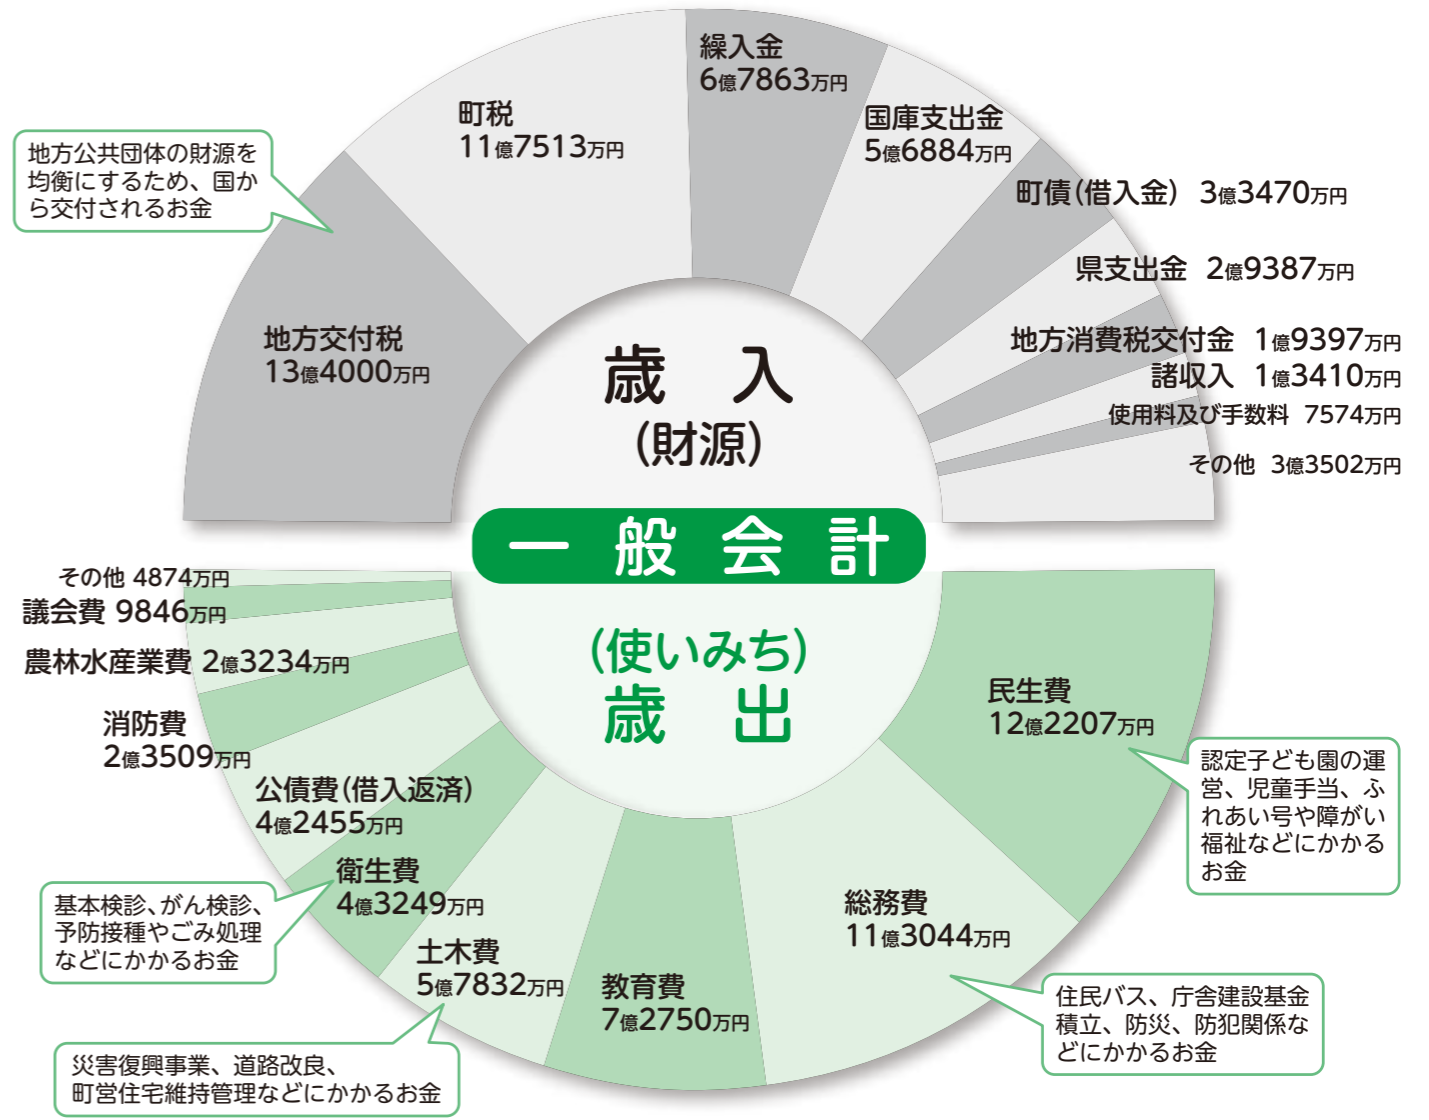 繰入金
6億7863万円
町税
11億7513万円
国庫支出金
5億6884万円
地方公共団体の財源を
均衡にするため、国か
ら交付されるお金
町債(借入金) 3億3470万円
県支出金 2億9387万円
地方交付税
13億4000万円
地方消費税交付金 1億9397万円
諸収入 1億3410万円
使用料及び手数料 7574万円
その他 3億3502万円
歳 入
(財源)
一般会計
(使いみち)
歳 出
その他 4874万円
議会費 9846万円
農林水産業費 2億3234万円
消防費
2億3509万円
公債費(借入返済)
4億2455万円
衛生費
4億3249万円
基本検診、がん検診、
予防接種やごみ処理
などにかかるお金
土木費
5億7832万円
災害復興事業、道路改良、
町営住宅維持管理などにかかるお金
教育費
7億2750万円
総務費
11億3044万円
住民バス、庁舎建設基金
積立、防災、防犯関係な
どにかかるお金
民生費
12億2207万円
認定子ども園の運
営、児童手当、ふ
れあい号や障がい
福祉などにかかる
お金